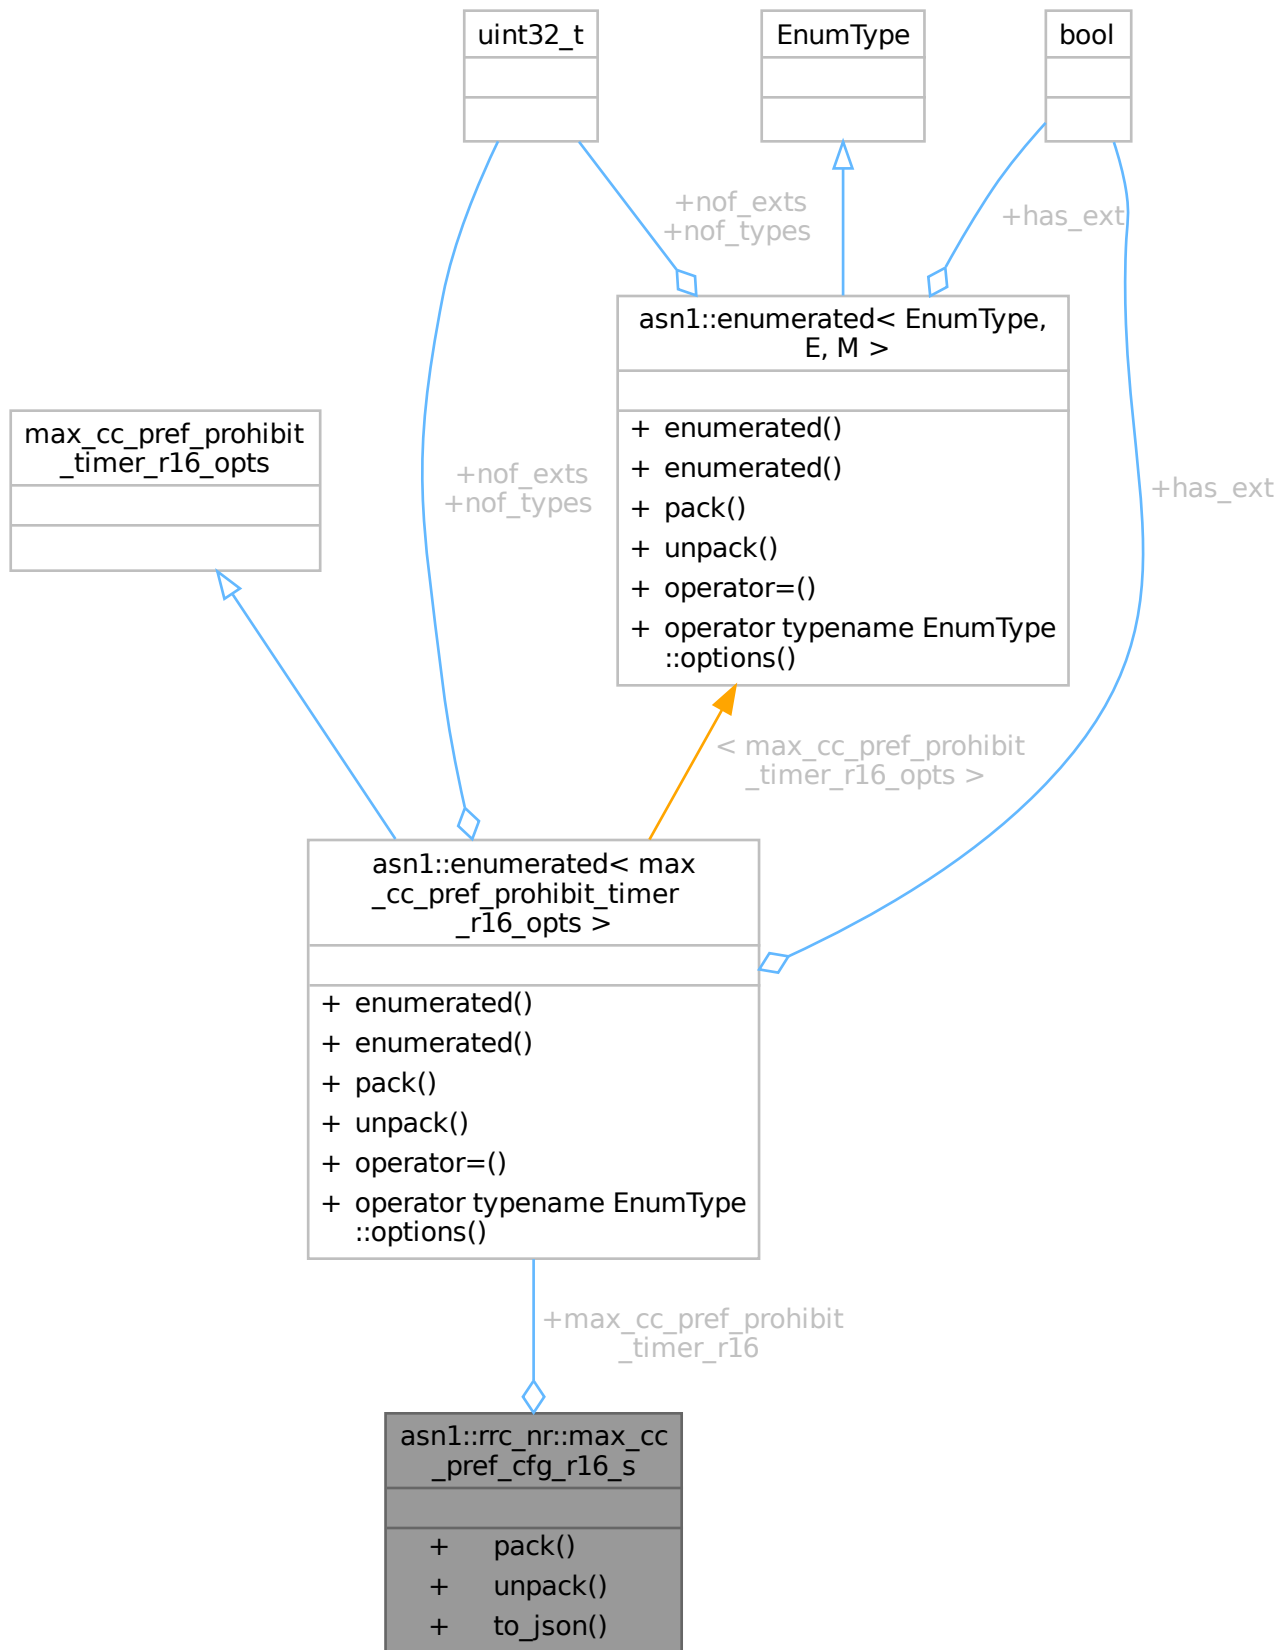 uint32_t
EnumType
bool
+nof_exts
+nof_types
+has_ext
asn1::enumerated< EnumType,
E, M >
+ enumerated()
+ enumerated()
+ pack()
+ unpack()
+ operator=()
+ operator typename EnumType
::options()
max_cc_pref_prohibit
_timer_r16_opts
+nof_exts
+nof_types
+has_ext
< max_cc_pref_prohibit
_timer_r16_opts >
asn1::enumerated< max
_cc_pref_prohibit_timer
_r16_opts >
+ enumerated()
+ enumerated()
+ pack()
+ unpack()
+ operator=()
+ operator typename EnumType
::options()
+max_cc_pref_prohibit
_timer_r16
asn1::rrc_nr::max_cc
_pref_cfg_r16_s
+ pack()
+ unpack()
+ to_json()